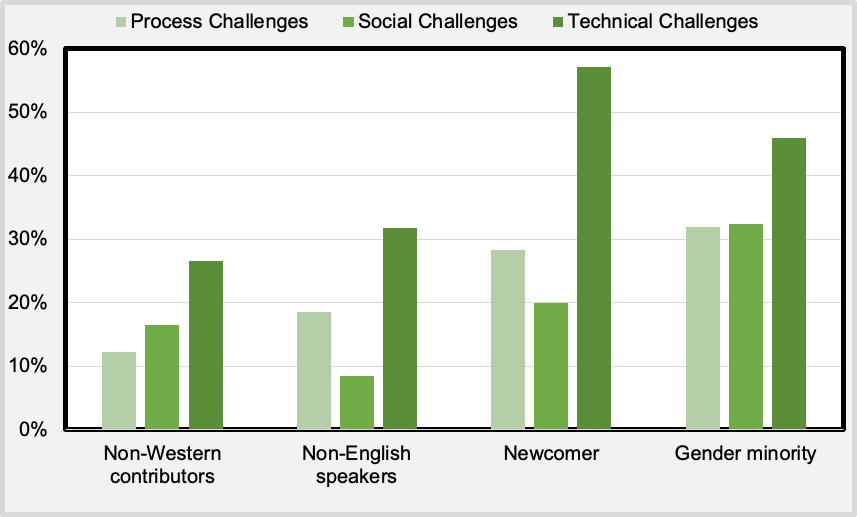 Process Challenges Social Challenges Technical Challenges
60%
50%
40%
30%
20%
10%
0%
Non-Western contributors
Non-English speakers
Newcomer
Gender minority